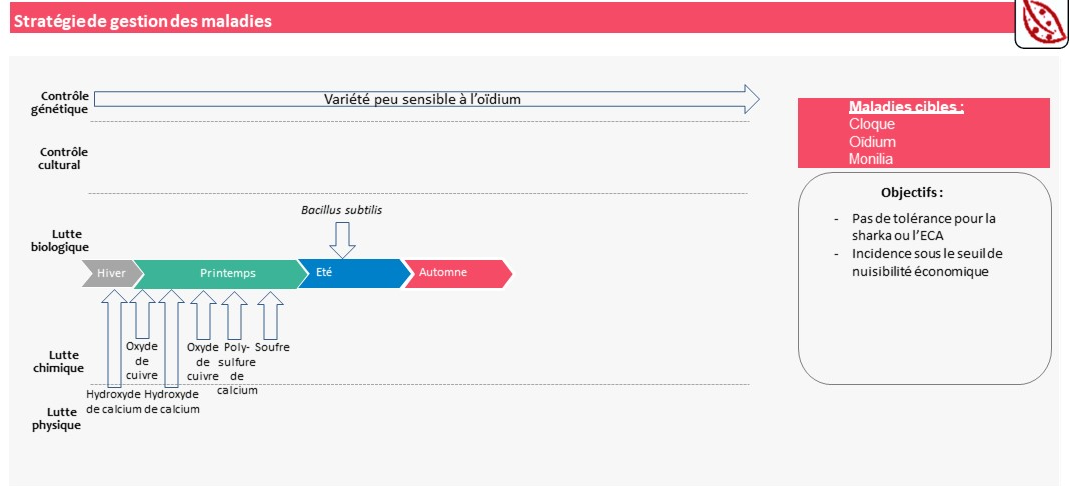 Stratégie de gestion des maladies
Contrôle
génétique
Variété peu sensible à l’oïdium
Contrôle
cultural
Lutte
biologique
Bacillus subtilis
Hiver
Printemps
Eté
Automne
Lutte
chimique
Oxyde
de
cuivre
Oxyde
de
cuivre
Poly-
sulfure
de
calcium
Soufre
Lutte
physique
Hydroxyde
de calcium
Hydroxyde
de calcium
Maladies cibles :
Cloque
Oïdium
Monilia
Objectifs :
- Pas de tolérance pour la
sharka ou l’ECA
- Incidence sous le seuil de
nuisibilité économique